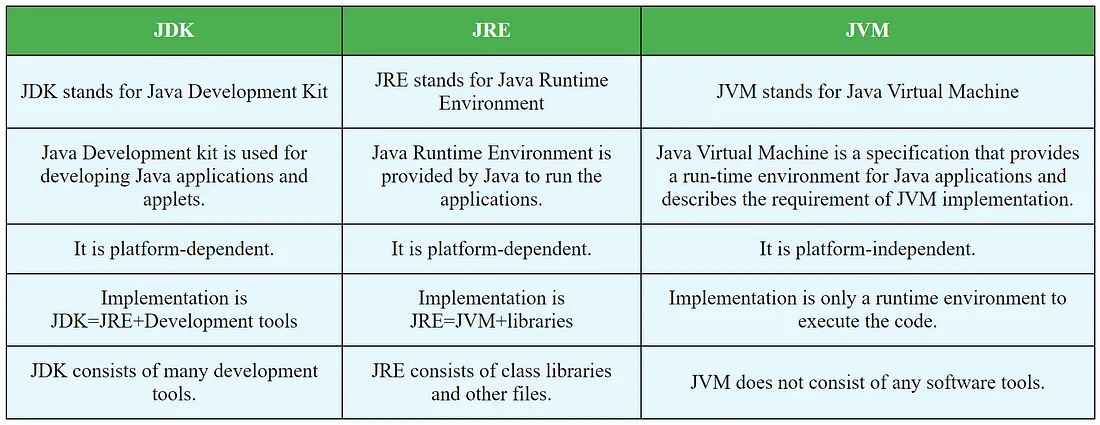 JDK
JRE
JVM
JDK stands for Java Development Kit
JRE stands for Java Runtime
Environment
JVM stands for Java Virtual Machine
Java Development kit is used for
developing Java applications and
applets.
Java Runtime Environment is
provided by Java to run the
applications.
Java Virtual Machine is a specification that provides
a run-time environment for Java applications and
describes the requirement of JVM implementation.
It is platform-dependent.
It is platform-dependent.
It is platform-independent.
Implementation is
JDK=JRE+Development tools
Implementation is
JRE=JVM+libraries
Implementation is only a runtime environment to
execute the code.
JDK consists of many development
tools.
JRE consists of class libraries
and other files.
JVM does not consist of any software tools.